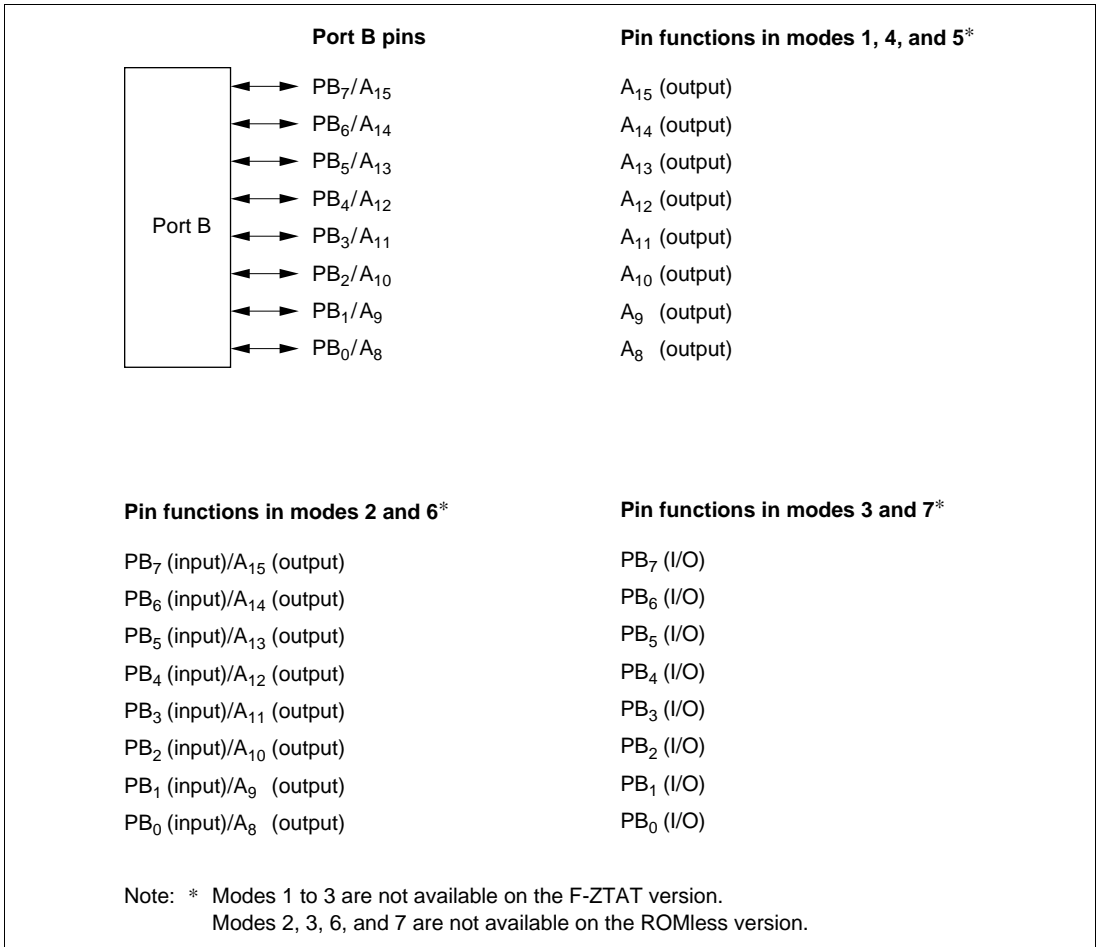 Port B pins
Pin functions in modes 1, 4, and 5*
Port B
PB₇/A₁₅
A₁₅ (output)
PB₆/A₁₄
A₁₄ (output)
PB₅/A₁₃
A₁₃ (output)
PB₄/A₁₂
A₁₂ (output)
PB₃/A₁₁
A₁₁ (output)
PB₂/A₁₀
A₁₀ (output)
PB₁/A₉
A₉ (output)
PB₀/A₈
A₈ (output)
Pin functions in modes 2 and 6*
PB₇ (input)/A₁₅ (output)
PB₆ (input)/A₁₄ (output)
PB₅ (input)/A₁₃ (output)
PB₄ (input)/A₁₂ (output)
PB₃ (input)/A₁₁ (output)
PB₂ (input)/A₁₀ (output)
PB₁ (input)/A₉ (output)
PB₀ (input)/A₈ (output)
Pin functions in modes 3 and 7*
PB₇ (I/O)
PB₆ (I/O)
PB₅ (I/O)
PB₄ (I/O)
PB₃ (I/O)
PB₂ (I/O)
PB₁ (I/O)
PB₀ (I/O)
Note: * Modes 1 to 3 are not available on the F-ZTAT version.
Modes 2, 3, 6, and 7 are not available on the ROMless version.